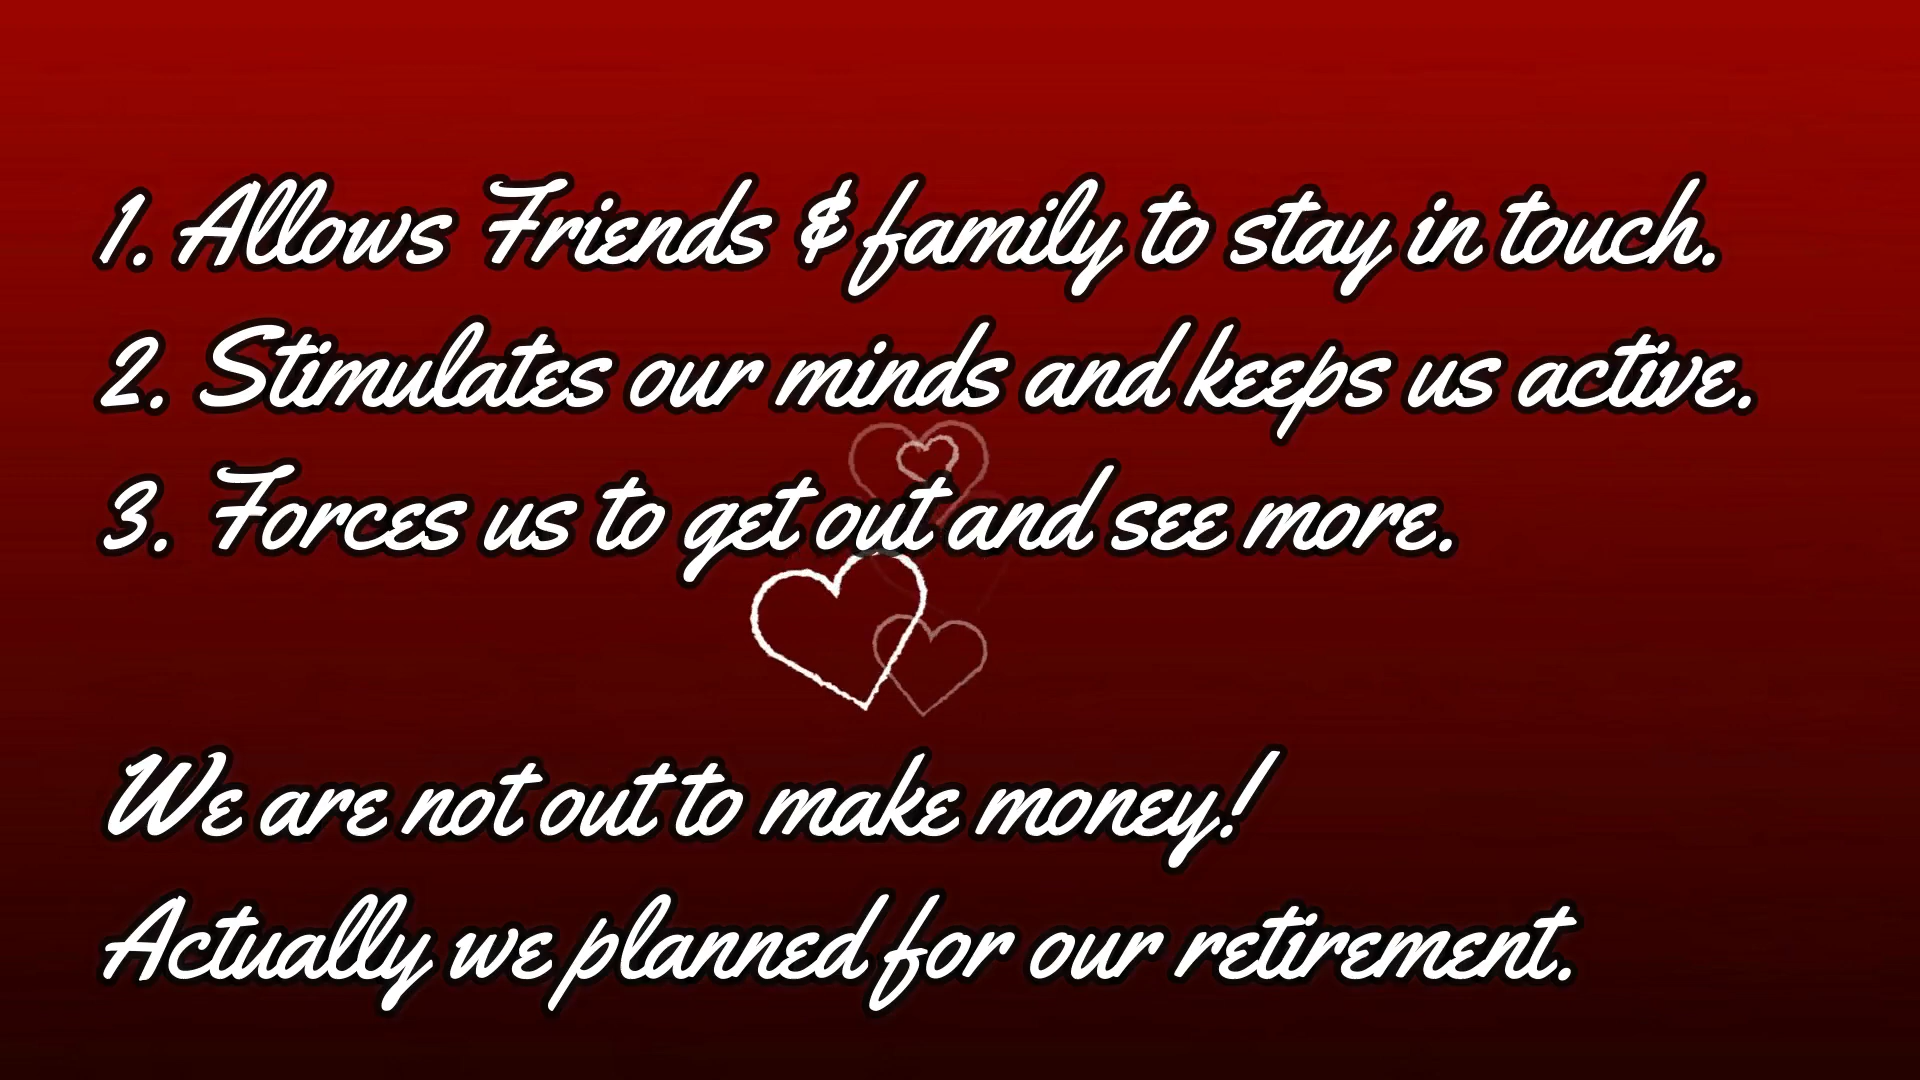 1. Allows Friends & family to stay in touch.
2. Stimulates our minds and keeps us active.
3. Forces us to get out and see more.
We are not out to make money!
Actually we planned for our retirement.